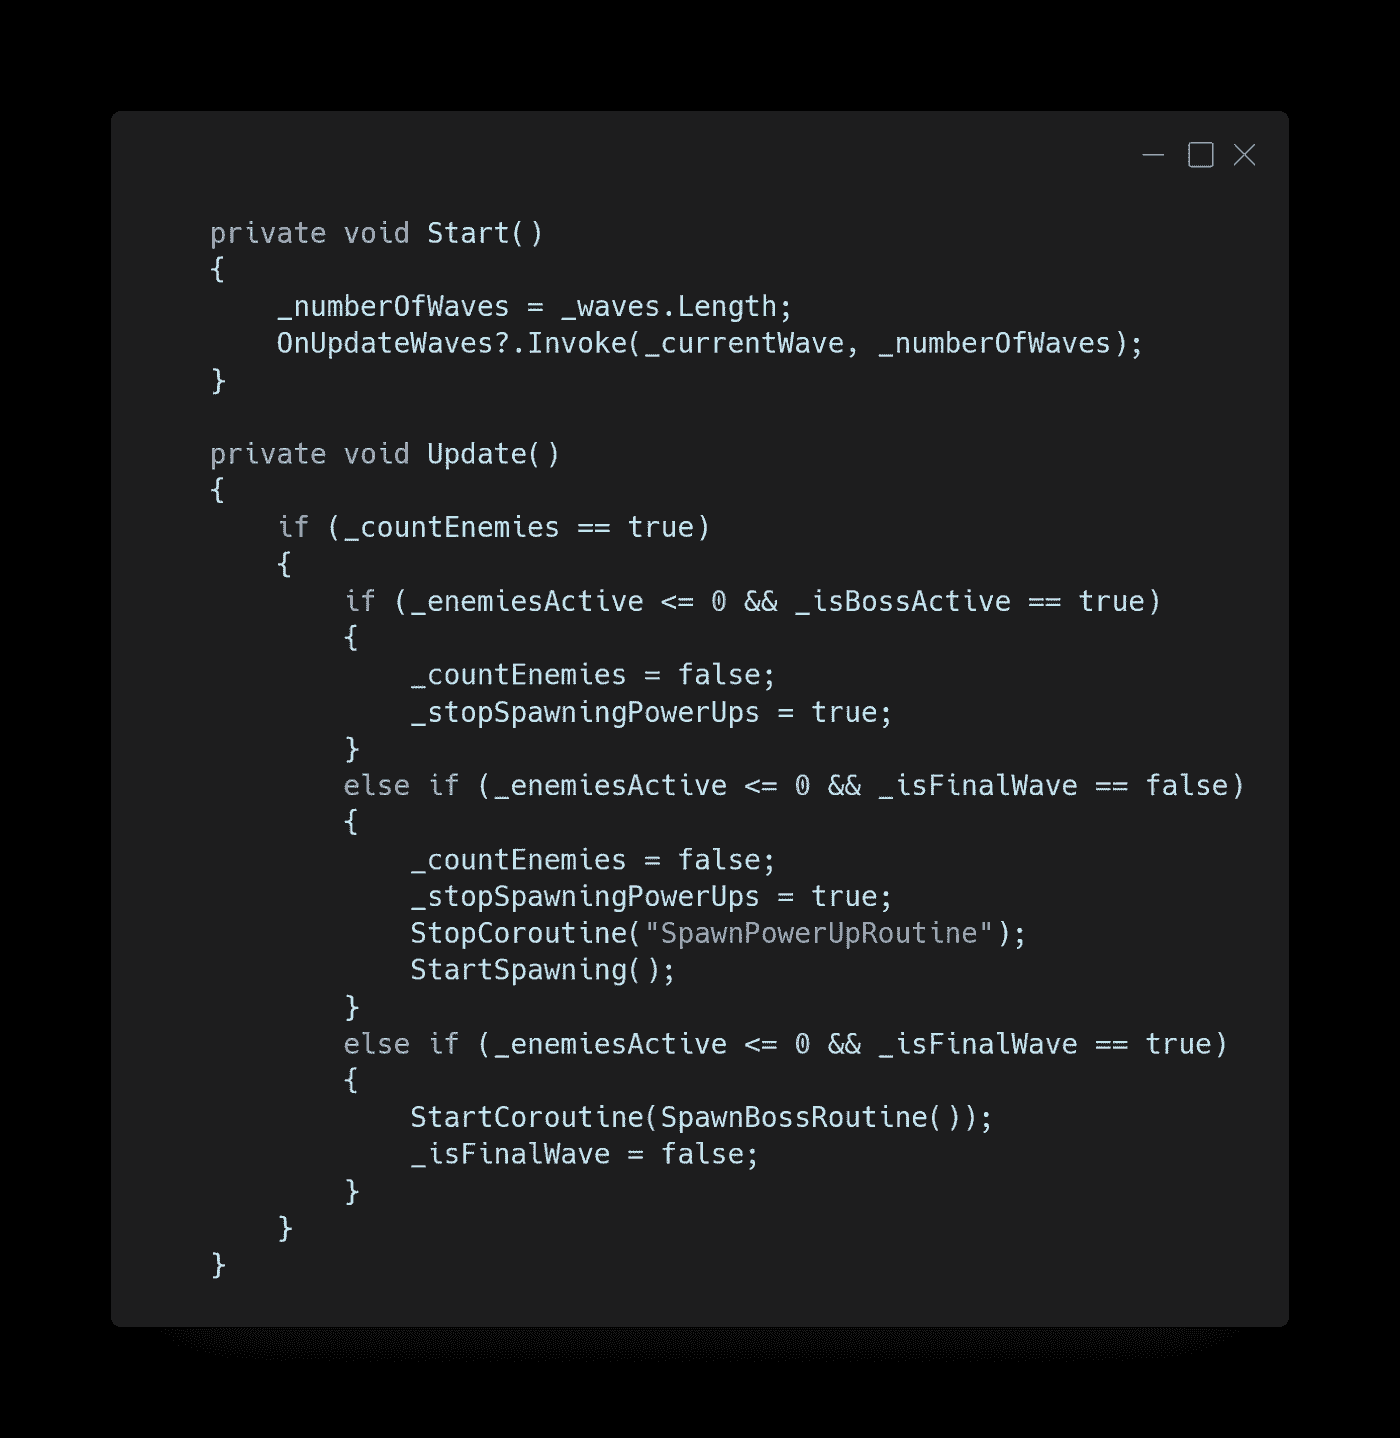 private void Start()
{
    _numberOfWaves = _waves.Length;
    OnUpdateWaves?.Invoke(_currentWave, _numberOfWaves);
}

private void Update()
{
    if (_countEnemies == true)
    {
        if (_enemiesActive <= 0 && _isBossActive == true)
        {
            _countEnemies = false;
            _stopSpawningPowerUps = true;
        }
        else if (_enemiesActive <= 0 && _isFinalWave == false)
        {
            _countEnemies = false;
            _stopSpawningPowerUps = true;
            StopCoroutine("SpawnPowerUpRoutine");
            StartSpawning();
        }
        else if (_enemiesActive <= 0 && _isFinalWave == true)
        {
            StartCoroutine(SpawnBossRoutine());
            _isFinalWave = false;
        }
    }
}